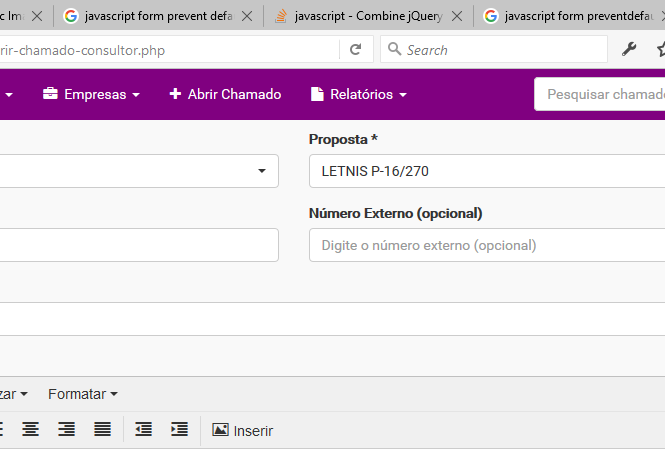 c Im
javascript form prevent defa
javascript - Combine jQuery
javascript form preventdefau
rir-chamado-consultor.php
Search
Empresas
Abrir Chamado
Relatórios
Pesquisar chamado
Proposta *
LETNIS P-16/270
Número Externo (opcional)
Digite o número externo (opcional)
zar
Formatar
Inserir